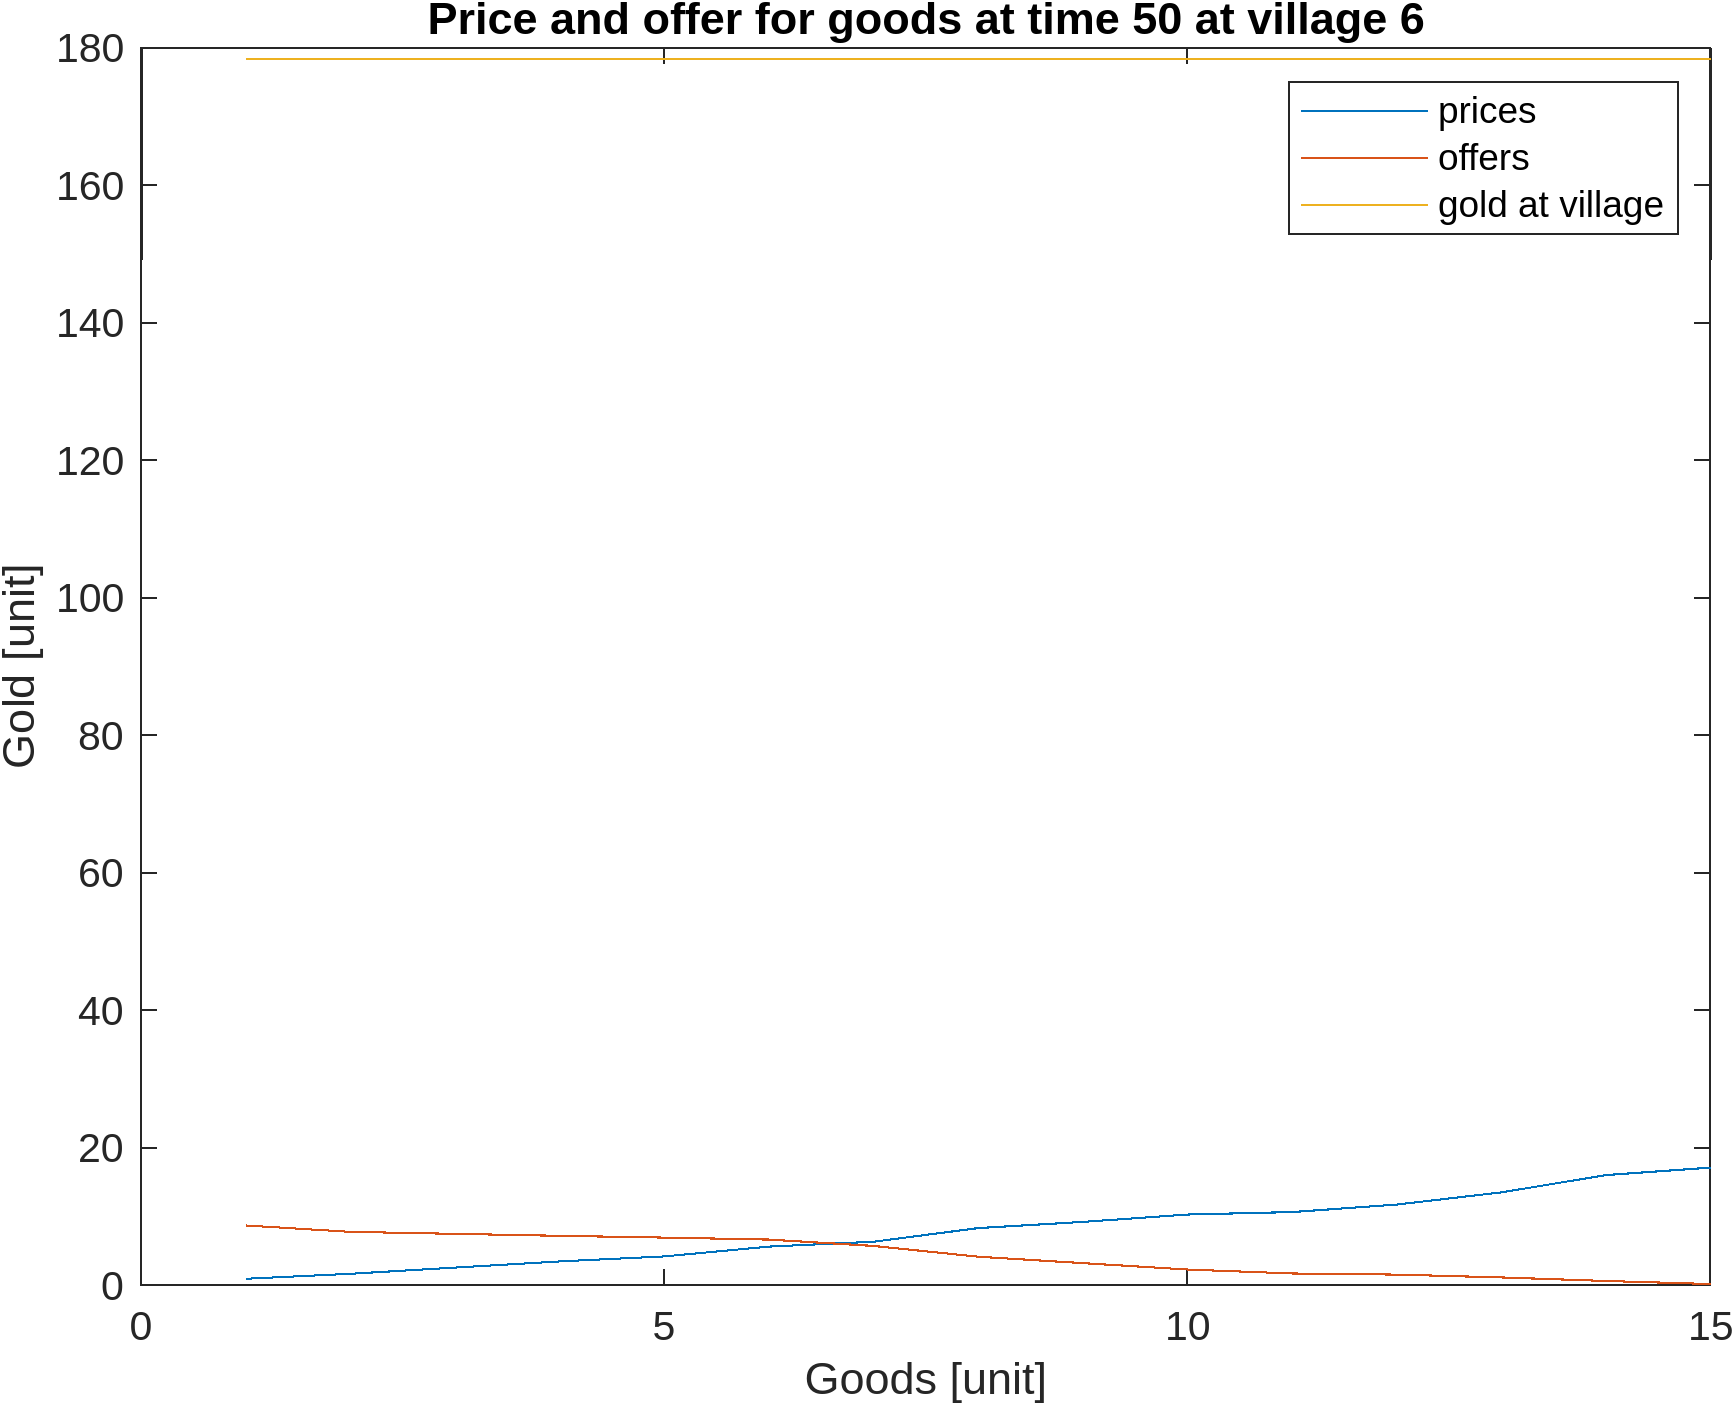 Price and offer for goods at time 50 at village 6
180
160
140
120
100
80
60
40
20
0
Gold [unit]
prices
offers
gold at village
0 5 10 15
Goods [unit]